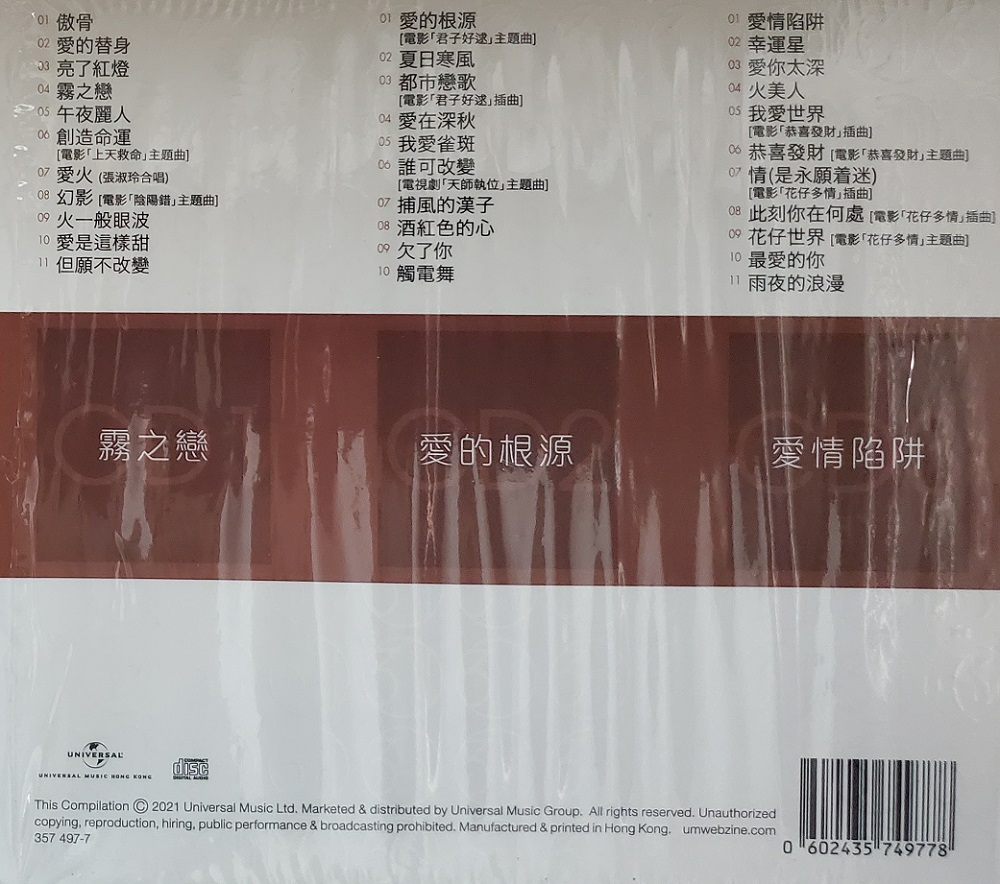 01 傲骨
02 愛的替身
03 亮了紅燈
04 霧之戀
05 午夜麗人
06 創造命運
[電影「上天救命」主題曲]
07 愛火 (張淑玲合唱)
08 幻影 [電影「陰陽錯」主題曲]
09 火一般眼波
10 愛是這樣甜
11 但願不改變
01 愛的根源
[電影「君子好逑」主題曲]
02 夏日寒風
03 都市戀歌
[電影「君子好逑」插曲]
04 愛在深秋
05 我愛雀斑
06 誰可改變
[電視劇「天師執位」主題曲]
07 捕風的漢子
08 酒紅色的心
09 欠了你
10 觸電舞
01 愛情陷阱
02 幸運星
03 愛你太深
04 火美人
05 我愛世界
[電影「恭喜發財」插曲]
06 恭喜發財 [電影「恭喜發財」主題曲]
07 情(是永願着迷)
[電影「花仔多情」插曲]
08 此刻你在何處 [電影「花仔多情」插曲]
09 花仔世界 [電影「花仔多情」主題曲]
10 最愛的你
11 雨夜的浪漫
CD1
霧之戀
CD2
愛的根源
CD3
愛情陷阱
UNIVERSAL
UNIVERSAL MUSIC HONG KONG
COMPACT
disc
DIGITAL AUDIO
This Compilation Ⓒ 2021 Universal Music Ltd. Marketed & distributed by Universal Music Group. All rights reserved. Unauthorized
copying, reproduction, hiring, public performance & broadcasting prohibited. Manufactured & printed in Hong Kong. umwebzine.com
357 497-7
0 602435 749778